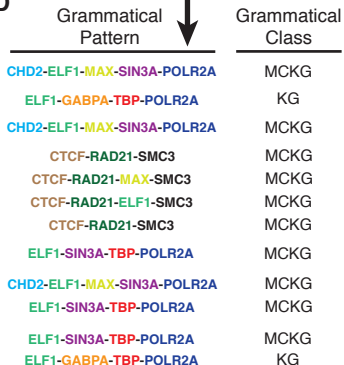 Grammatical Grammatical
Pattern Class
CHD2-ELF1-MAX-SIN3A-POLR2A MCKG
ELF1-GABPA-TBP-POLR2A KG
CHD2-ELF1-MAX-SIN3A-POLR2A MCKG
CTCF-RAD21-SMC3 MCKG
CTCF-RAD21-MAX-SMC3 MCKG
CTCF-RAD21-ELF1-SMC3 MCKG
CTCF-RAD21-SMC3 MCKG
ELF1-SIN3A-TBP-POLR2A MCKG
CHD2-ELF1-MAX-SIN3A-POLR2A MCKG
ELF1-SIN3A-TBP-POLR2A MCKG
ELF1-SIN3A-TBP-POLR2A MCKG
ELF1-GABPA-TBP-POLR2A KG